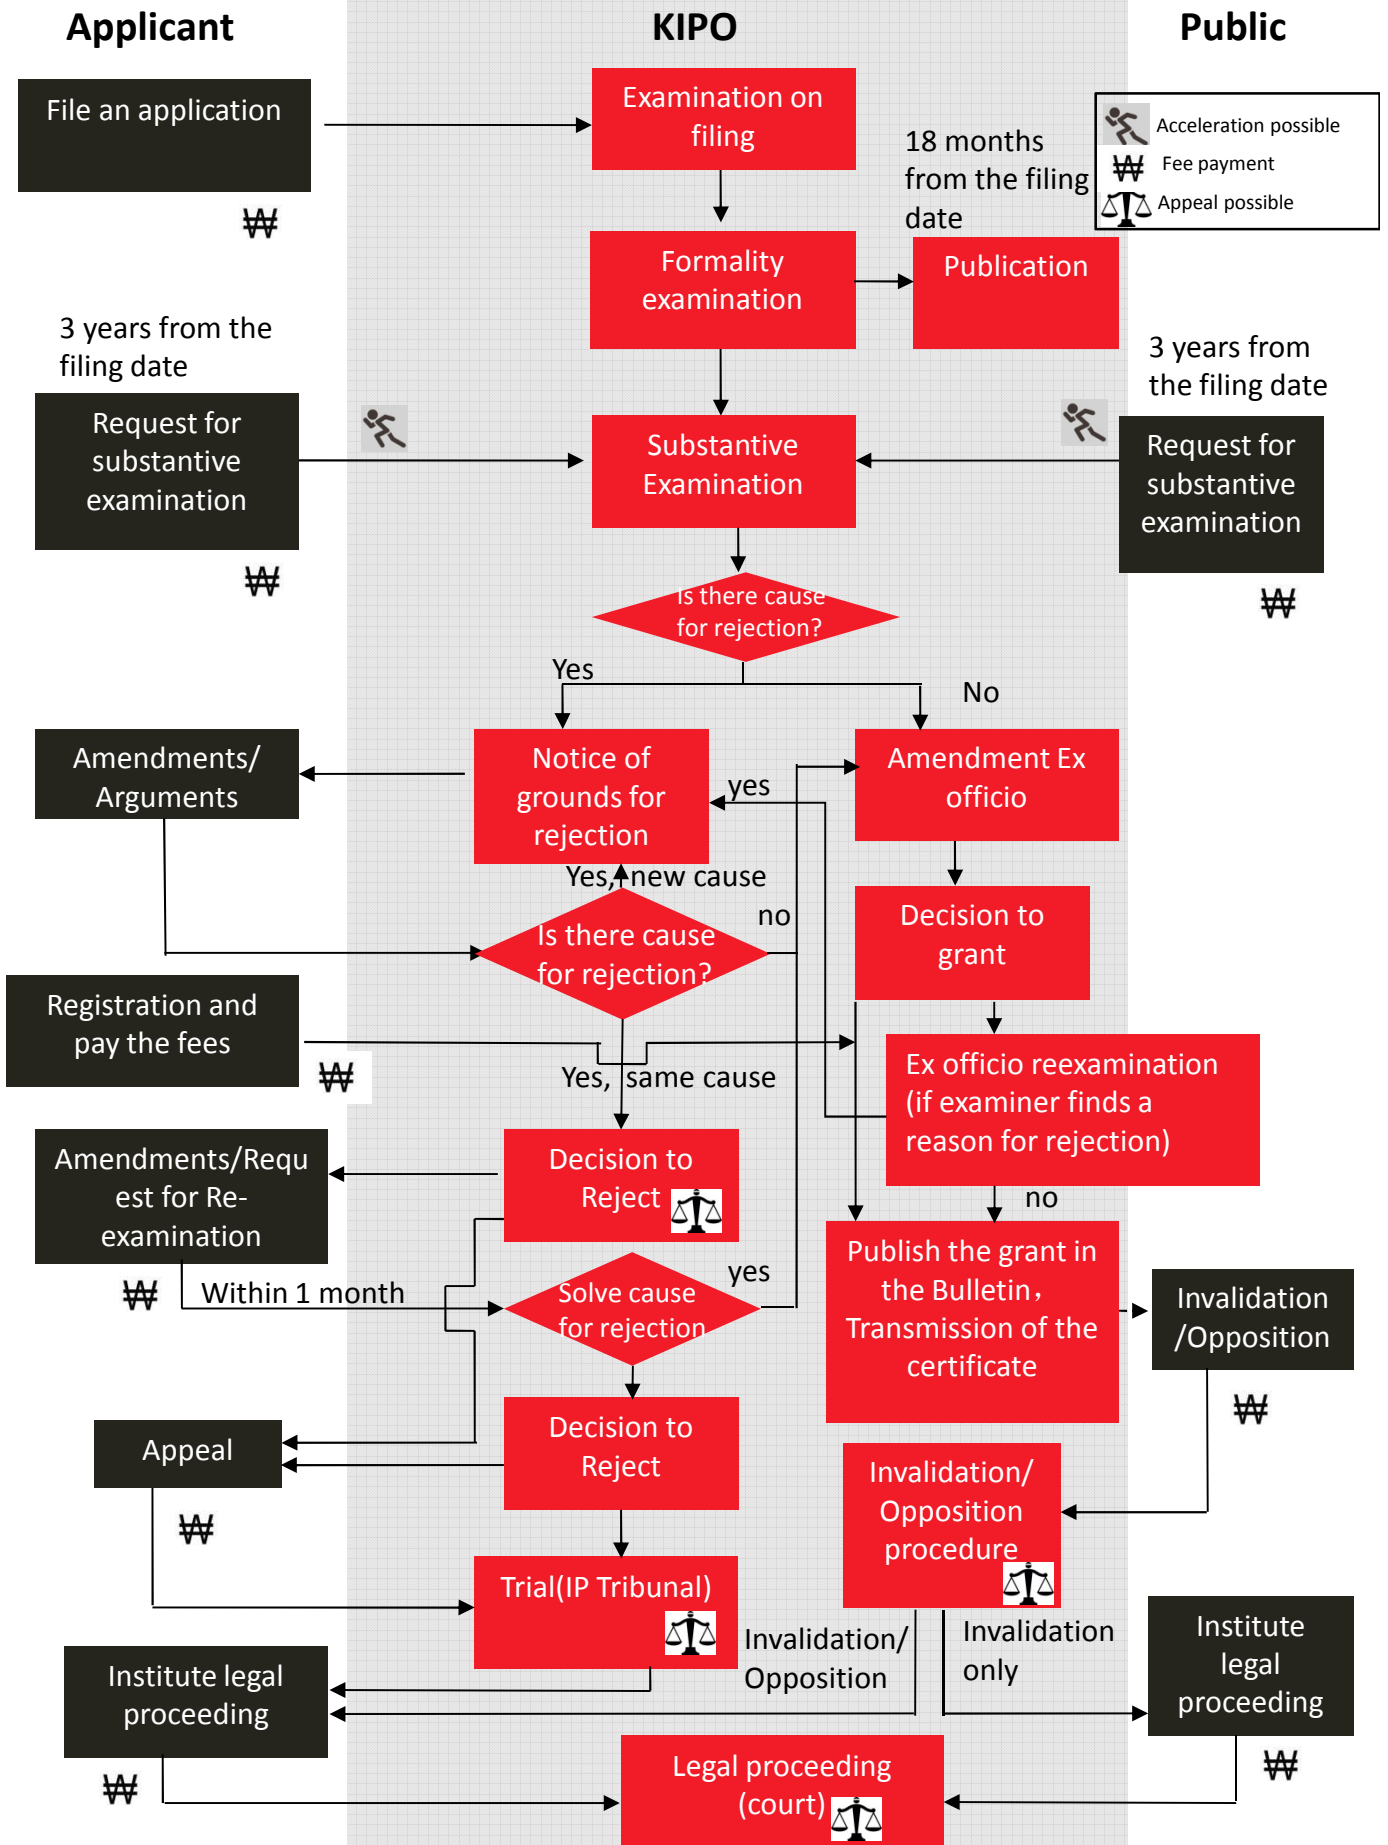 Applicant
KIPO
Public
File an application
Examination on
filing
18 months
from the filing
date
Acceleration possible
₩
Fee payment
Appeal possible
₩
Formality
examination
Publication
3 years from the
filing date
3 years from
the filing date
Request for
substantive
examination
Substantive
Examination
Request for
substantive
examination
₩
₩
Is there cause
for rejection?
Yes
No
Amendments/
Arguments
Notice of
grounds for
rejection
yes
Amendment Ex
officio
Yes, new cause
no
Is there cause
for rejection?
Decision to
grant
Registration and
pay the fees
₩
Yes, same cause
Ex officio reexamination
(if examiner finds a
reason for rejection)
no
Amendments/Requ
est for Re-
examination
Decision to
Reject
₩
Within 1 month
Solve cause
for rejection
yes
Publish the grant in
the Bulletin，
Transmission of the
certificate
Invalidation
/Opposition
₩
Appeal
₩
Decision to
Reject
Invalidation/
Opposition
procedure
Trial(IP Tribunal)
Invalidation/
Opposition
Invalidation
only
Institute legal
proceeding
₩
Institute
legal
proceeding
₩
Legal proceeding
(court)